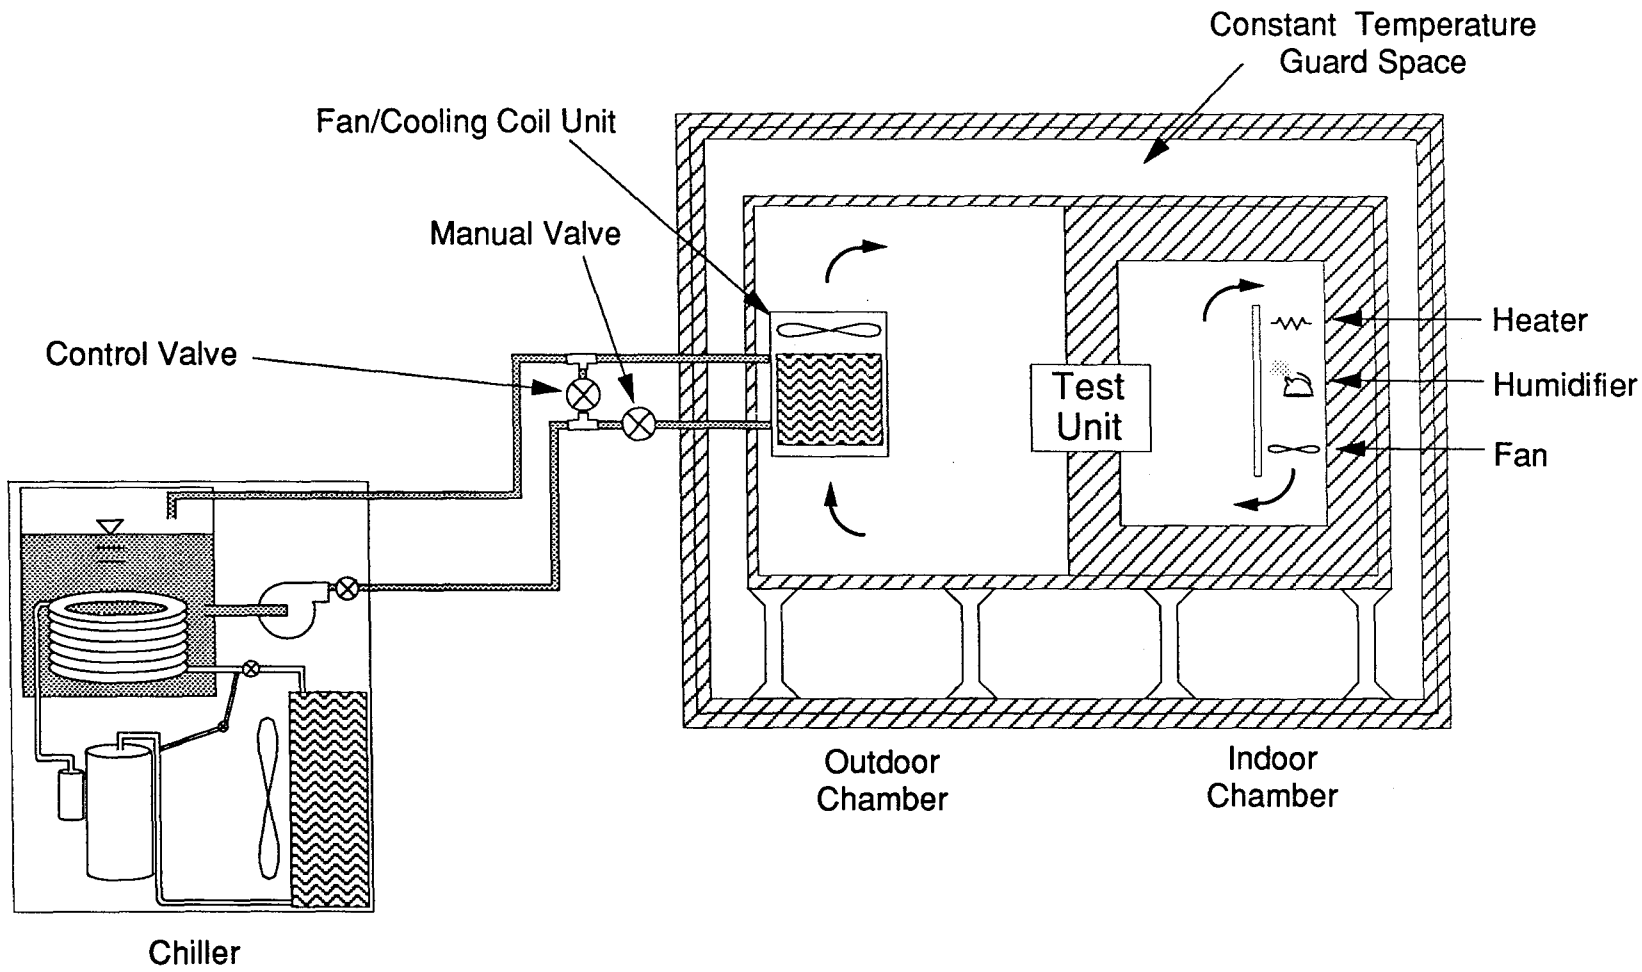 Constant Temperature
Guard Space
Fan/Cooling Coil Unit
Manual Valve
Control Valve
Heater
Humidifier
Fan
Test
Unit
Outdoor
Chamber
Indoor
Chamber
Chiller